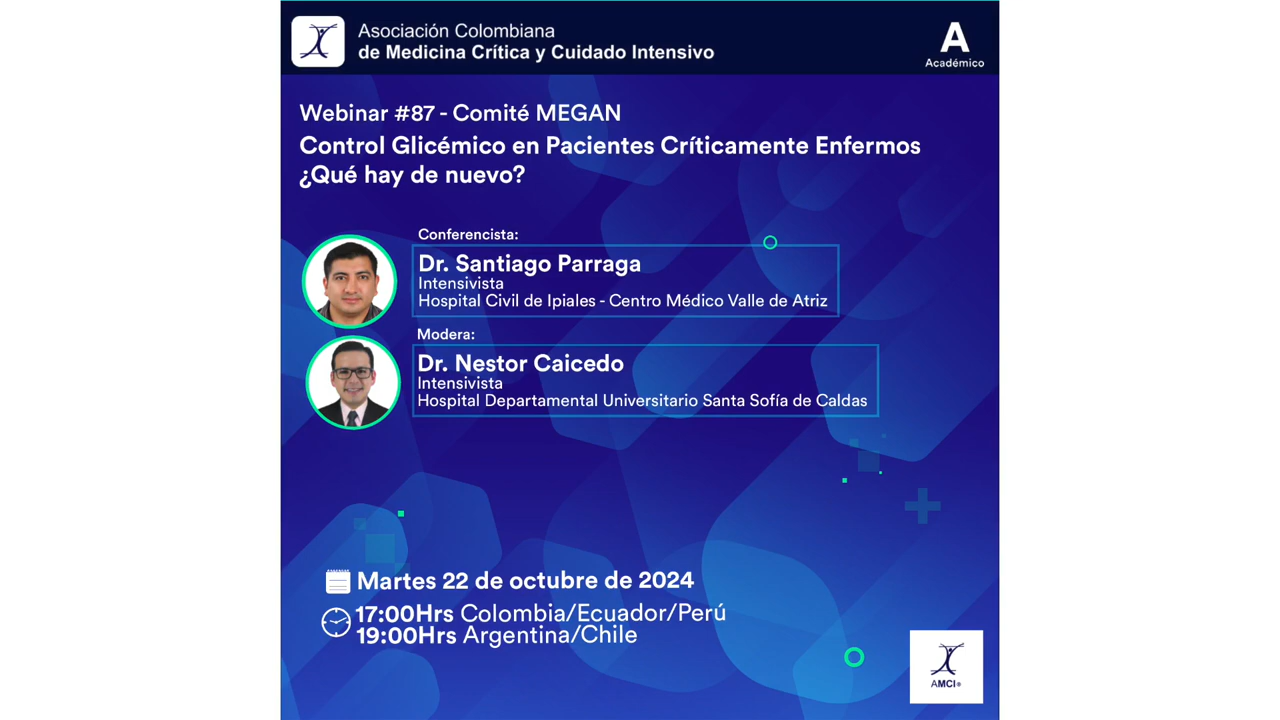 Asociación Colombiana
de Medicina Crítica y Cuidado Intensivo
A
Académico
Webinar #87 - Comité MEGAN
Control Glicémico en Pacientes Críticamente Enfermos
¿Qué hay de nuevo?
Conferencista:
Dr. Santiago Parraga
Intensivista
Hospital Civil de Ipiales - Centro Médico Valle de Atriz
Modera:
Dr. Nestor Caicedo
Intensivista
Hospital Departamental Universitario Santa Sofía de Caldas
Martes 22 de octubre de 2024
17:00Hrs Colombia/Ecuador/Perú
19:00Hrs Argentina/Chile
AMCI®